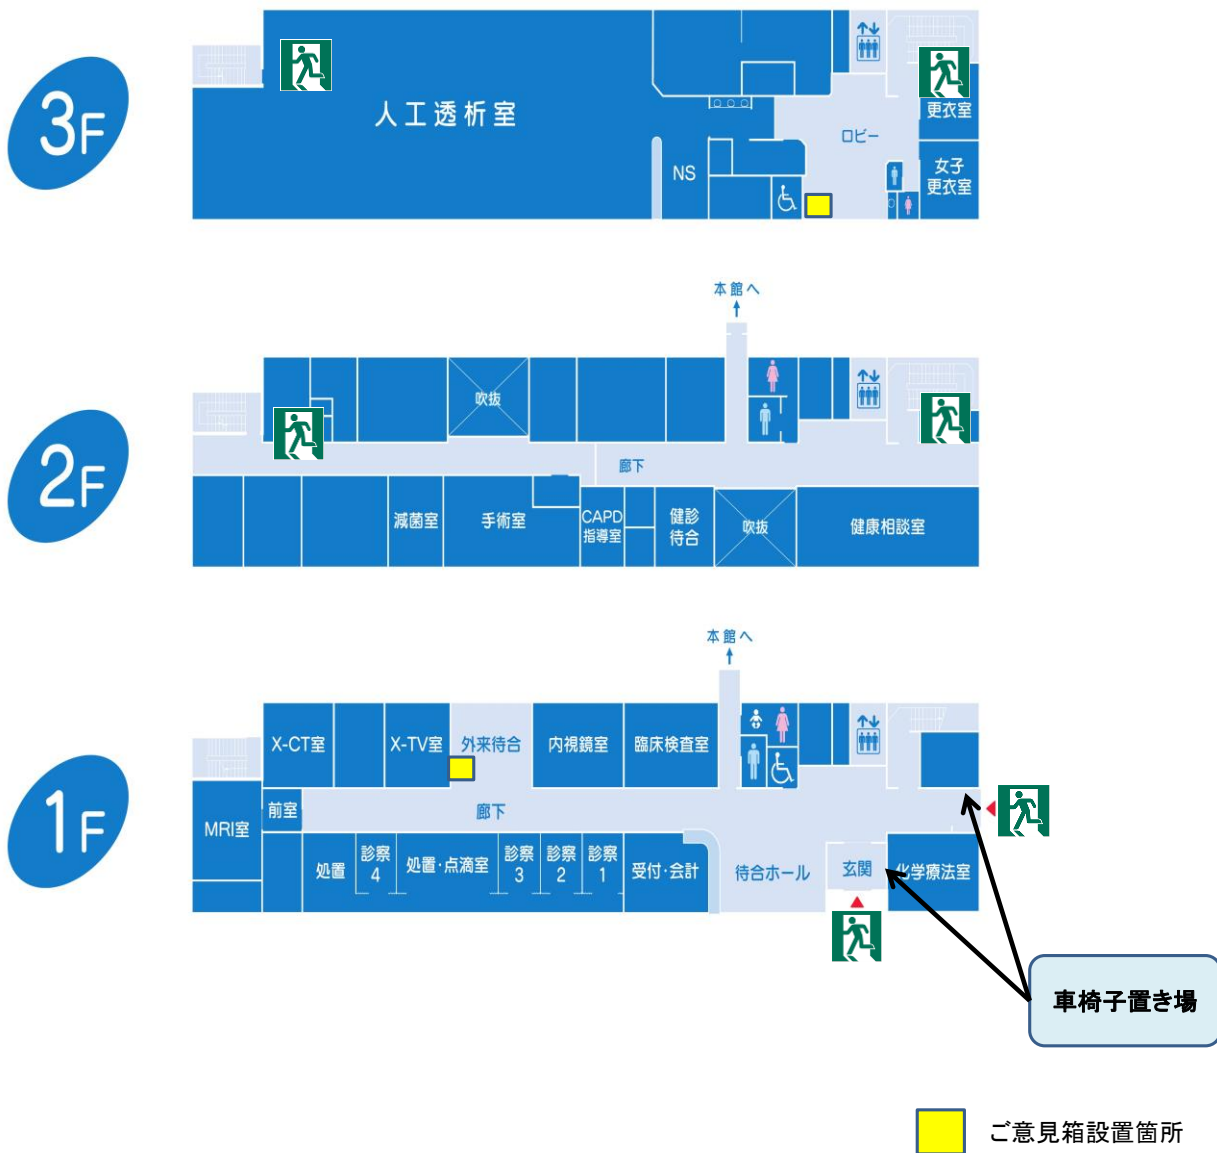 3F
人工透析室
NS
ロビー
更衣室
女子
更衣室
本館へ
2F
吹抜
廊下
滅菌室
手術室
CAPD
指導室
健診
待合
吹抜
健康相談室
本館へ
1F
X-CT室
X-TV室
外来待合
内視鏡室
臨床検査室
MRI室
前室
廊下
処置
診察
4
処置・点滴室
診察
3
診察
2
診察
1
受付・会計
待合ホール
玄関
化学療法室
車椅子置き場
ご意見箱設置箇所